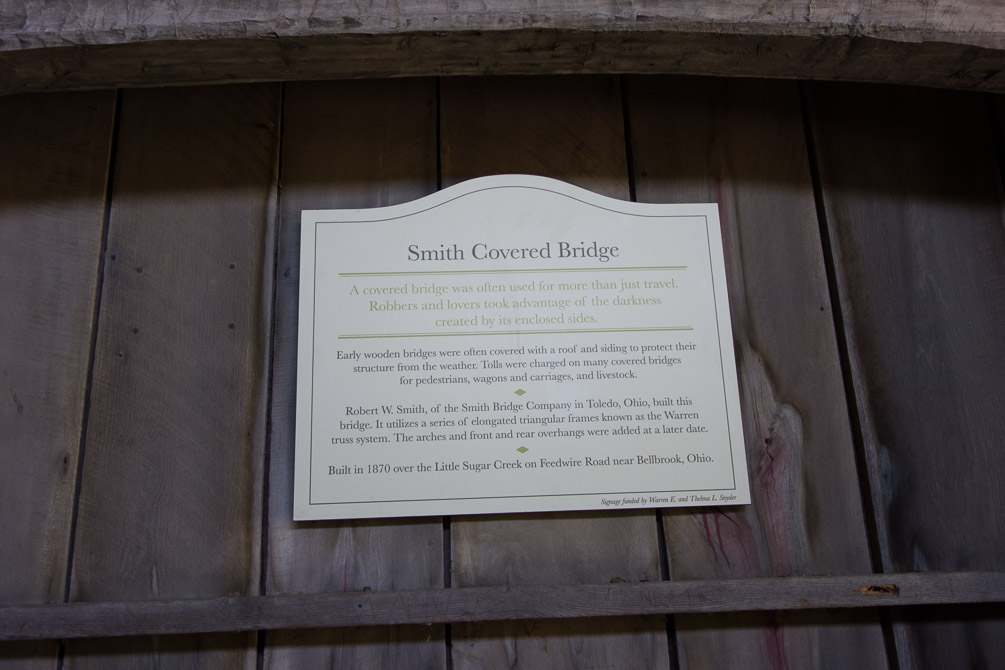 Smith Covered Bridge
A covered bridge was often used for more than just travel.
Robbers and lovers took advantage of the darkness
created by its enclosed sides.
Early wooden bridges were often covered with a roof and siding to protect their
structure from the weather. Tolls were charged on many covered bridges
for pedestrians, wagons and carriages, and livestock.
Robert W. Smith, of the Smith Bridge Company in Toledo, Ohio, built this
bridge. It utilizes a series of elongated triangular frames known as the Warren
truss system. The arches and front and rear overhangs were added at a later date.
Built in 1870 over the Little Sugar Creek on Feedwire Road near Bellbrook, Ohio.
Signage funded by Warren E. and Thelma L. Snyder